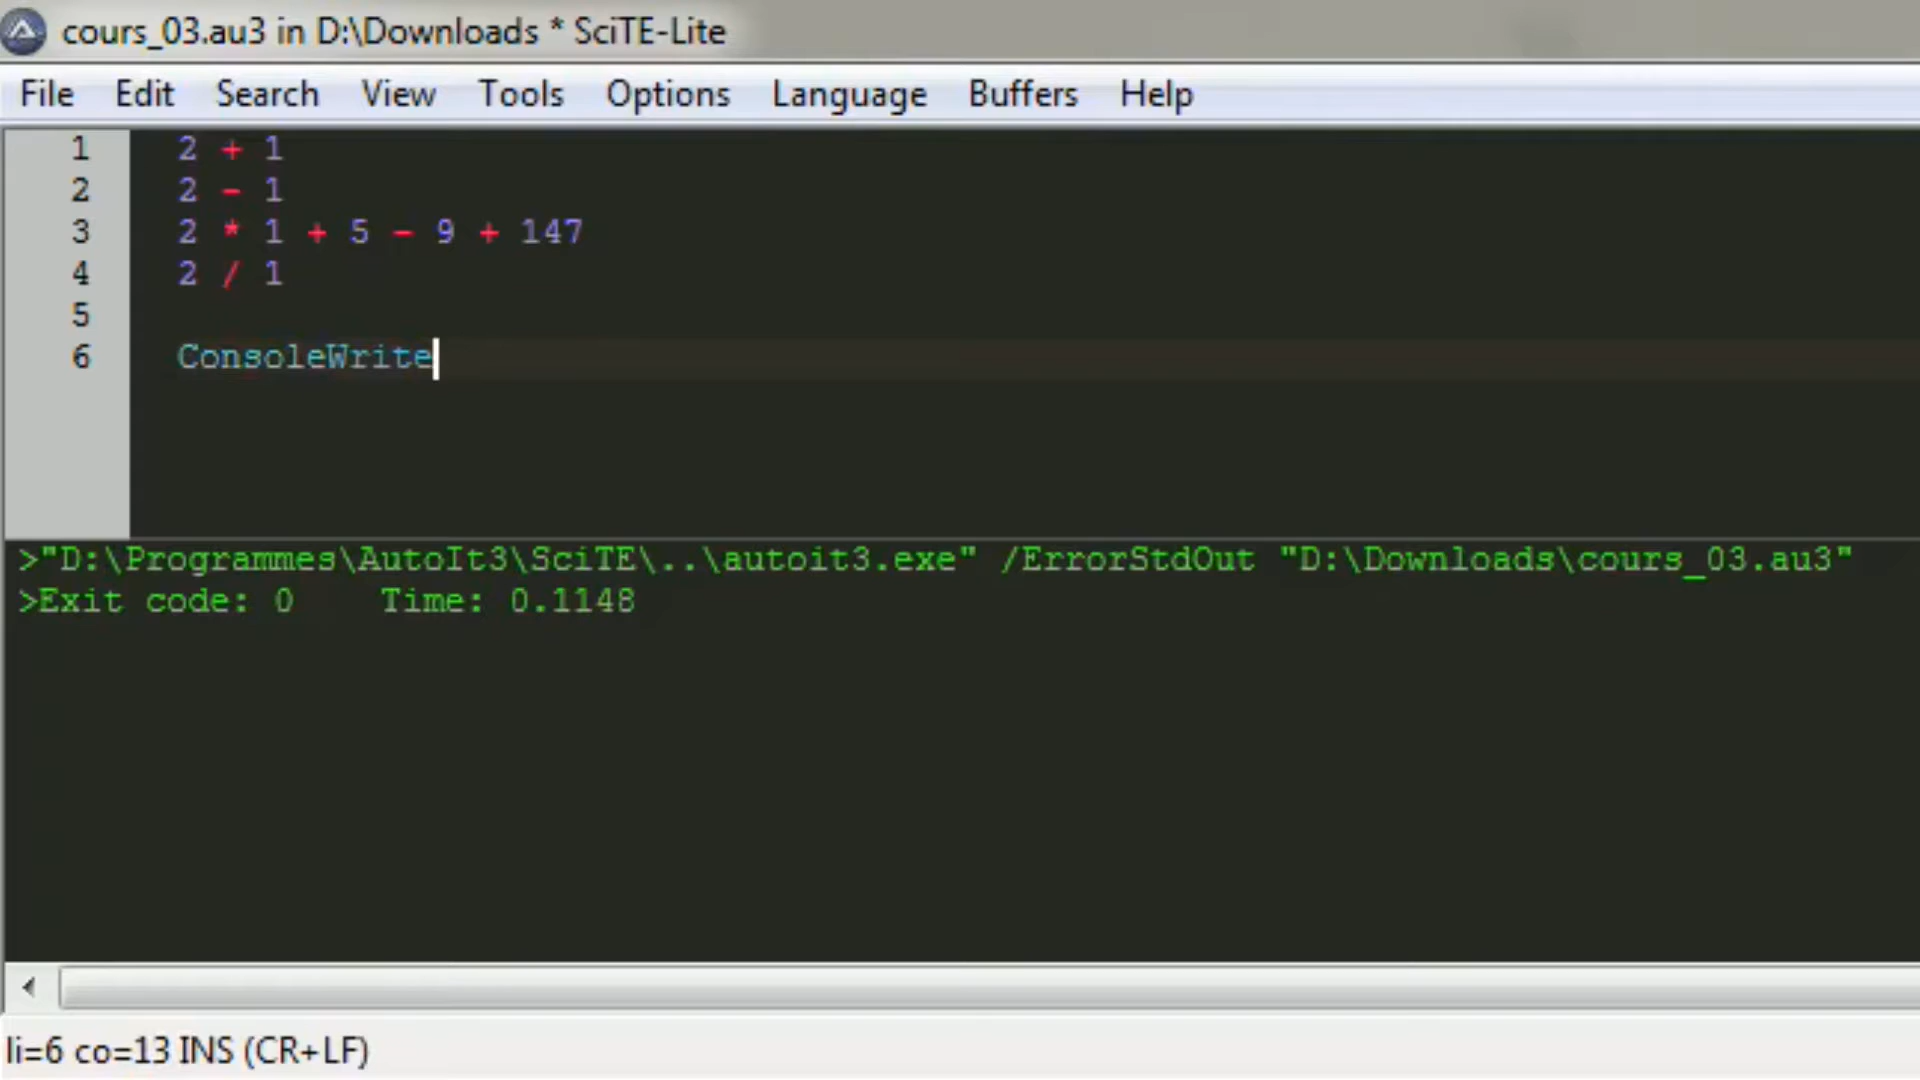 cours_03.au3 in D:\Downloads * SciTE-Lite
File Edit Search View Tools Options Language Buffers Help
1 2 + 1
2 2 - 1
3 2 * 1 + 5 - 9 + 147
4 2 / 1
5
6 ConsoleWrite
>"D:\Programmes\AutoIt3\SciTE\..\autoit3.exe" /ErrorStdOut "D:\Downloads\cours_03.au3"
>Exit code: 0    Time: 0.1148
li=6 co=13 INS (CR+LF)